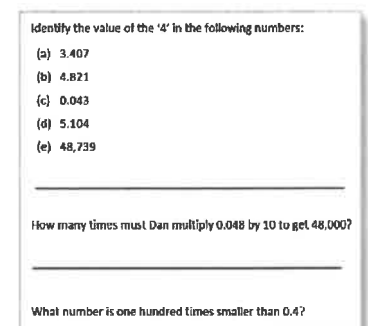 Identify the value of the '4' in the following numbers:
(a) 3.407
(b) 4.821
(c) 0.043
(d) 5.104
(e) 48,739
How many times must Dan multiply 0.048 by 10 to get 48,000?
What number is one hundred times smaller than 0.4?